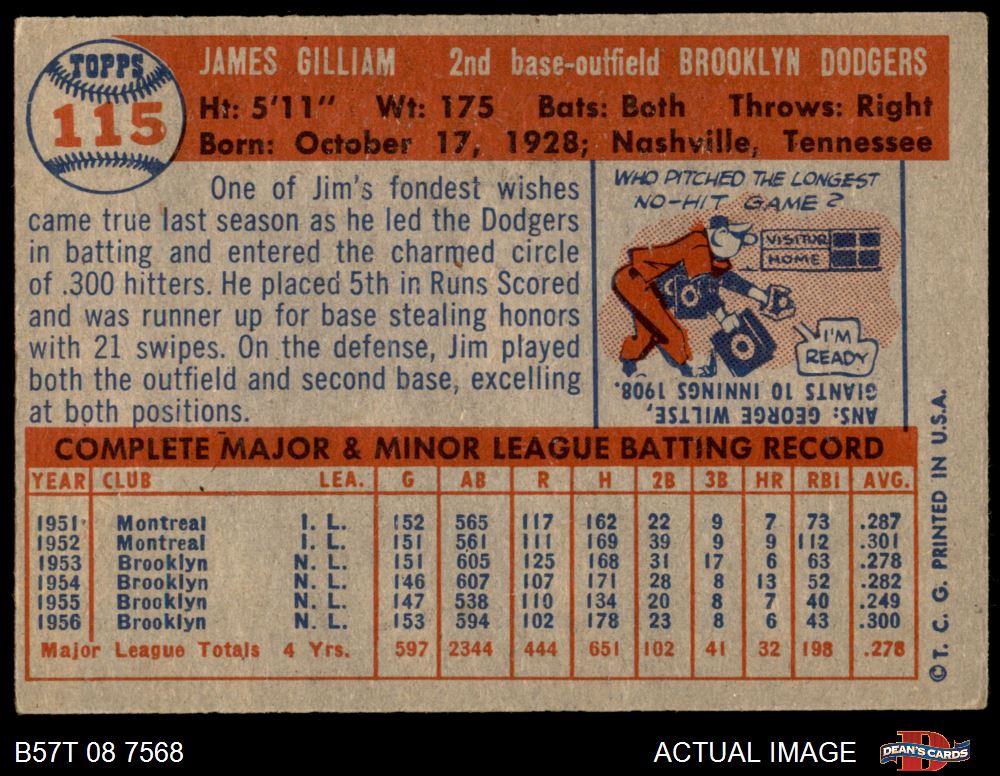 TOPPS
115
JAMES GILLIAM 2nd base-outfield BROOKLYN DODGERS
Ht: 5'11" Wt: 175 Bats: Both Throws: Right
Born: October 17, 1928; Nashville, Tennessee
One of Jim's fondest wishes
came true last season as he led the Dodgers
in batting and entered the charmed circle
of .300 hitters. He placed 5th in Runs Scored
and was runner up for base stealing honors
with 21 swipes. On the defense, Jim played
both the outfield and second base, excelling
at both positions.
WHO PITCHED THE LONGEST
NO-HIT GAME?
VISITOR
HOME
I'M
READY
ANS: GEORGE WILTSE,
GIANTS 10 INNINGS 1908.
COMPLETE MAJOR & MINOR LEAGUE BATTING RECORD
YEAR CLUB LEA. G AB R H 2B 3B HR RBI AVG.
1951 Montreal I. L. 152 565 117 162 22 9 7 73 .287
1952 Montreal I. L. 151 561 111 169 39 9 9 112 .301
1953 Brooklyn N. L. 151 605 125 168 31 17 6 63 .278
1954 Brooklyn N. L. 146 607 107 171 28 8 13 52 .282
1955 Brooklyn N. L. 147 538 110 134 20 8 7 40 .249
1956 Brooklyn N. L. 153 594 102 178 23 8 6 43 .300
Major League Totals 4 Yrs. 597 2344 444 651 102 41 32 198 .278
©T. C. G. PRINTED IN U.S.A.
B57T 08 7568
ACTUAL IMAGE
D
DEAN'S CARDS